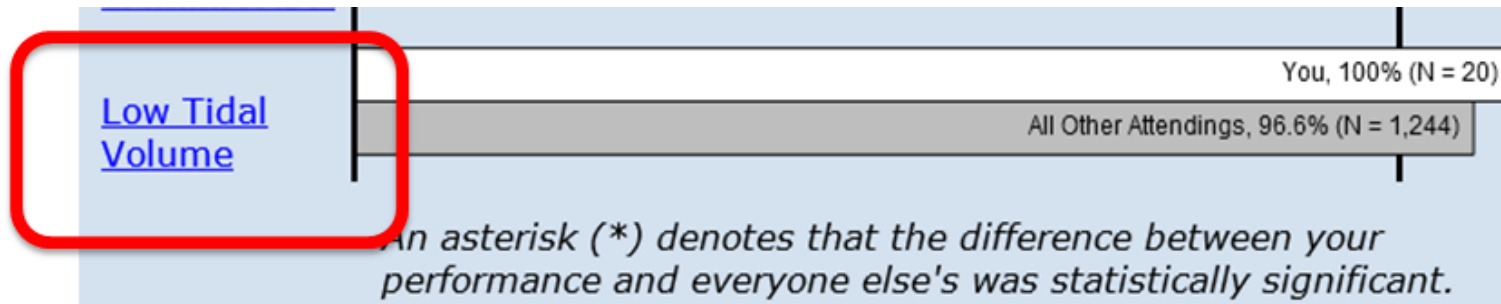 You, 100% (N = 20)
Low Tidal
Volume
All Other Attendings, 96.6% (N = 1,244)
An asterisk (*) denotes that the difference between your
performance and everyone else's was statistically significant.